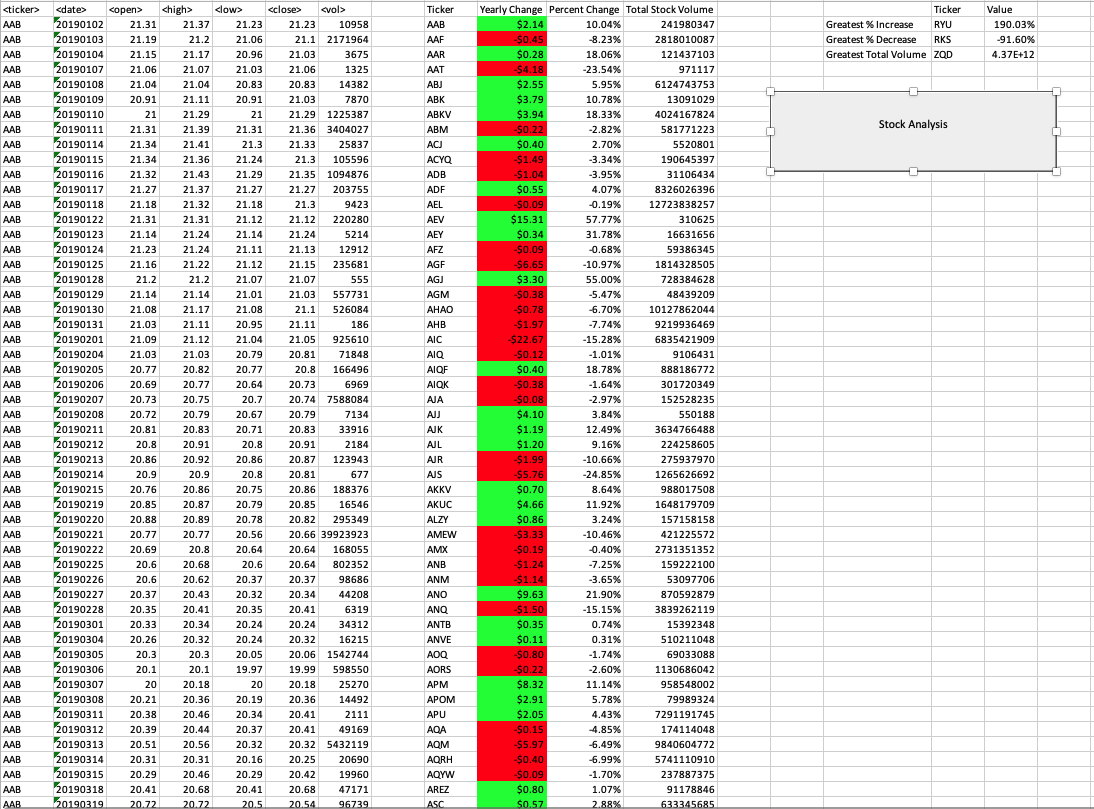 <ticker> <date> <open> <high> <low> <close> <vol> Ticker Yearly Change Percent Change Total Stock Volume Ticker Value
AAB 20190102 21.31 21.37 21.23 21.23 10958 AAB $2.14 10.04% 241980347 Greatest % Increase RYU 190.03%
AAB 20190103 21.19 21.2 21.06 21.1 2171964 AAF -$0.45 -8.23% 2818010087 Greatest % Decrease RKS -91.60%
AAB 20190104 21.15 21.17 20.96 21.03 3675 AAR $0.28 18.06% 121437103 Greatest Total Volume ZQD 4.37E+12
AAB 20190107 21.06 21.07 21.03 21.06 1325 AAT -$4.18 -23.54% 971117
AAB 20190108 21.04 21.04 20.83 20.83 14382 ABJ $2.55 5.95% 6124743753
AAB 20190109 20.91 21.11 20.91 21.03 7870 ABK $3.79 10.78% 13091029
AAB 20190110 21 21.29 21 21.29 1225387 ABKV $3.94 18.33% 4024167824
AAB 20190111 21.31 21.39 21.31 21.36 3404027 ABM -$0.22 -2.82% 581771223 Stock Analysis
AAB 20190114 21.34 21.41 21.3 21.33 25837 ACJ $0.40 2.70% 5520801
AAB 20190115 21.34 21.36 21.24 21.3 105596 ACYQ -$1.49 -3.34% 190645397
AAB 20190116 21.32 21.43 21.29 21.35 1094876 ADB -$1.04 -3.95% 31106434
AAB 20190117 21.27 21.37 21.27 21.27 203755 ADF $0.55 4.07% 8326026396
AAB 20190118 21.18 21.32 21.18 21.3 9423 AEL -$0.09 -0.19% 12723838257
AAB 20190122 21.31 21.31 21.12 21.12 220280 AEV $15.31 57.77% 310625
AAB 20190123 21.14 21.24 21.14 21.24 5214 AEY $0.34 31.78% 16631656
AAB 20190124 21.23 21.24 21.11 21.13 12912 AFZ -$0.09 -0.68% 59386345
AAB 20190125 21.16 21.22 21.12 21.15 235681 AGF -$6.65 -10.97% 1814328505
AAB 20190128 21.2 21.2 21.07 21.07 555 AGJ $3.30 55.00% 728384628
AAB 20190129 21.14 21.14 21.01 21.03 557731 AGM -$0.38 -5.47% 48439209
AAB 20190130 21.08 21.17 21.08 21.1 526084 AHAO -$0.78 -6.70% 10127862044
AAB 20190131 21.03 21.11 20.95 21.11 186 AHB -$1.97 -7.74% 9219936469
AAB 20190201 21.09 21.12 21.04 21.05 925610 AIC -$22.67 -15.28% 6835421909
AAB 20190204 21.03 21.03 20.79 20.81 71848 AIQ -$0.12 -1.01% 9106431
AAB 20190205 20.77 20.82 20.77 20.8 166496 AIQF $0.40 18.78% 888186772
AAB 20190206 20.69 20.77 20.64 20.73 6969 AIQK -$0.38 -1.64% 301720349
AAB 20190207 20.73 20.75 20.7 20.74 7588084 AJA -$0.08 -2.97% 152528235
AAB 20190208 20.72 20.79 20.67 20.79 7134 AJJ $4.10 3.84% 550188
AAB 20190211 20.81 20.83 20.71 20.83 33916 AJK $1.19 12.49% 3634766488
AAB 20190212 20.8 20.91 20.8 20.91 2184 AJL $1.20 9.16% 224258605
AAB 20190213 20.86 20.92 20.86 20.87 123943 AJR -$1.99 -10.66% 275937970
AAB 20190214 20.9 20.9 20.8 20.81 677 AJS -$5.76 -24.85% 1265626692
AAB 20190215 20.76 20.86 20.75 20.86 188376 AKKV $0.70 8.64% 988017508
AAB 20190219 20.85 20.87 20.79 20.85 16546 AKUC $4.66 11.92% 1648179709
AAB 20190220 20.88 20.89 20.78 20.82 295349 ALZY $0.86 3.24% 157158158
AAB 20190221 20.77 20.77 20.56 20.66 39923923 AMEW -$3.33 -10.46% 421225572
AAB 20190222 20.69 20.8 20.64 20.64 168055 AMX -$0.19 -0.40% 2731351352
AAB 20190225 20.6 20.68 20.6 20.64 802352 ANB -$1.24 -7.25% 159222100
AAB 20190226 20.6 20.62 20.37 20.37 98686 ANM -$1.14 -3.65% 53097706
AAB 20190227 20.37 20.43 20.32 20.34 44208 ANO $9.63 21.90% 870592879
AAB 20190228 20.35 20.41 20.35 20.41 6319 ANQ -$1.50 -15.15% 3839262119
AAB 20190301 20.33 20.34 20.24 20.24 34312 ANTB $0.35 0.74% 15392348
AAB 20190304 20.26 20.32 20.24 20.32 16215 ANVE $0.11 0.31% 510211048
AAB 20190305 20.3 20.3 20.05 20.06 1542744 AOQ -$0.80 -1.74% 69033088
AAB 20190306 20.1 20.1 19.97 19.99 598550 AORS -$0.22 -2.60% 1130686042
AAB 20190307 20 20.18 20 20.18 25270 APM $8.32 11.14% 958548002
AAB 20190308 20.21 20.36 20.19 20.36 14492 APOM $2.91 5.78% 79989324
AAB 20190311 20.38 20.46 20.34 20.41 2111 APU $2.05 4.43% 7291191745
AAB 20190312 20.39 20.44 20.37 20.41 49169 AQA -$0.15 -4.85% 174114048
AAB 20190313 20.51 20.56 20.32 20.32 5432119 AQM -$5.97 -6.49% 9840604772
AAB 20190314 20.31 20.31 20.16 20.25 20690 AQRH -$0.40 -6.99% 5741110910
AAB 20190315 20.29 20.46 20.29 20.42 19960 AQYW -$0.09 -1.70% 237887375
AAB 20190318 20.41 20.68 20.41 20.68 47171 AREZ $0.80 1.07% 91178846
AAB 20190319 20.72 20.72 20.5 20.54 96739 ASC $0.57 2.88% 633345685